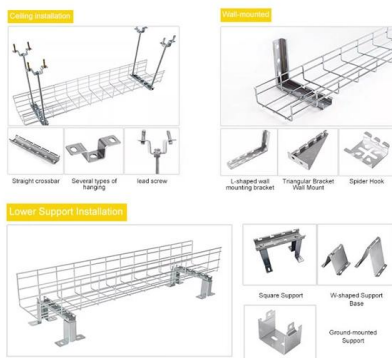 Ceiling installation
Wall-mounted
Straight crossbar
Several types of
hanging
lead screw
L-shaped wall
mounting bracket
Triangular Bracket
Wall Mount
Spider Hook
Lower Support Installation
Square Support
W-shaped Support
Base
Ground-mounted
Support